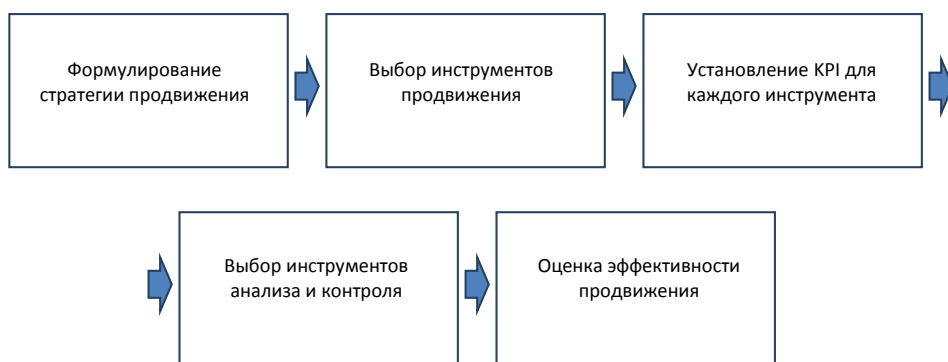 Формулирование
стратегии продвижения
Выбор инструментов
продвижения
Установление KPI для
каждого инструмента
Выбор инструментов
анализа и контроля
Оценка эффективности
продвижения